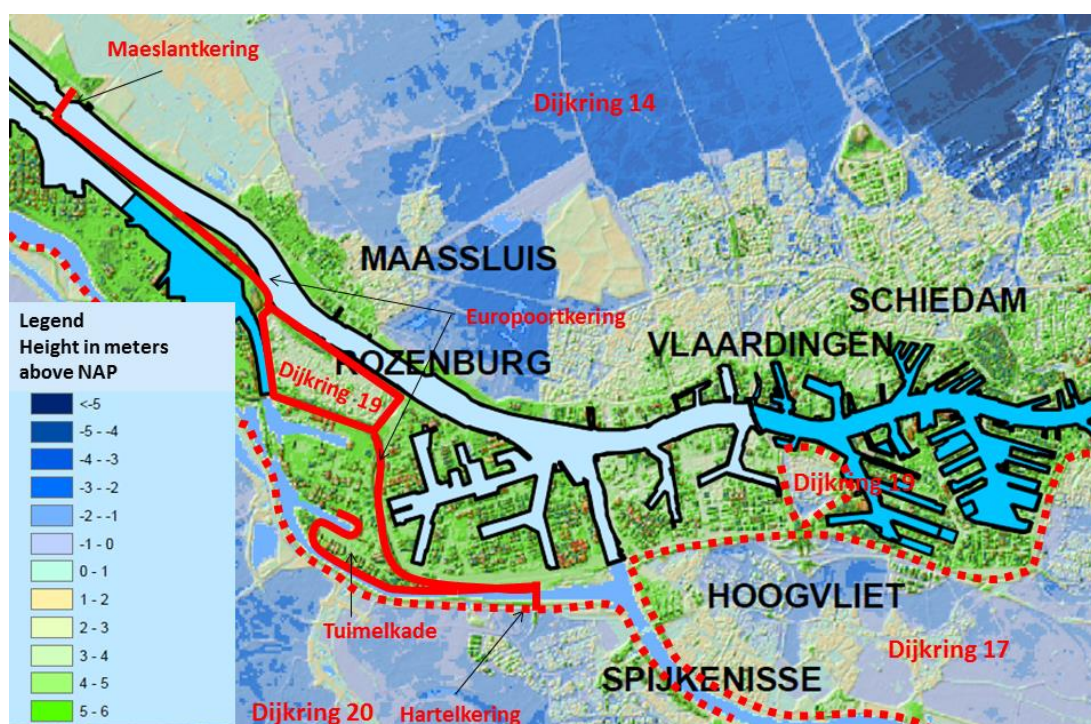 Maeslantkering
Dijkring 14
MAASSLUIS
SCHIEDAM
Europoortkering
VLAARDINGEN
ROZENBURG
Dijkring 19
Dijkring 19
HOOGVLIET
Tuimelkade
Dijkring 17
SPIJKENISSE
Dijkring 20
Hartelkering
Legend
Height in meters
above NAP
<-5
-5 - -4
-4 - -3
-3 - -2
-2 - -1
-1 - 0
0 - 1
1 - 2
2 - 3
3 - 4
4 - 5
5 - 6